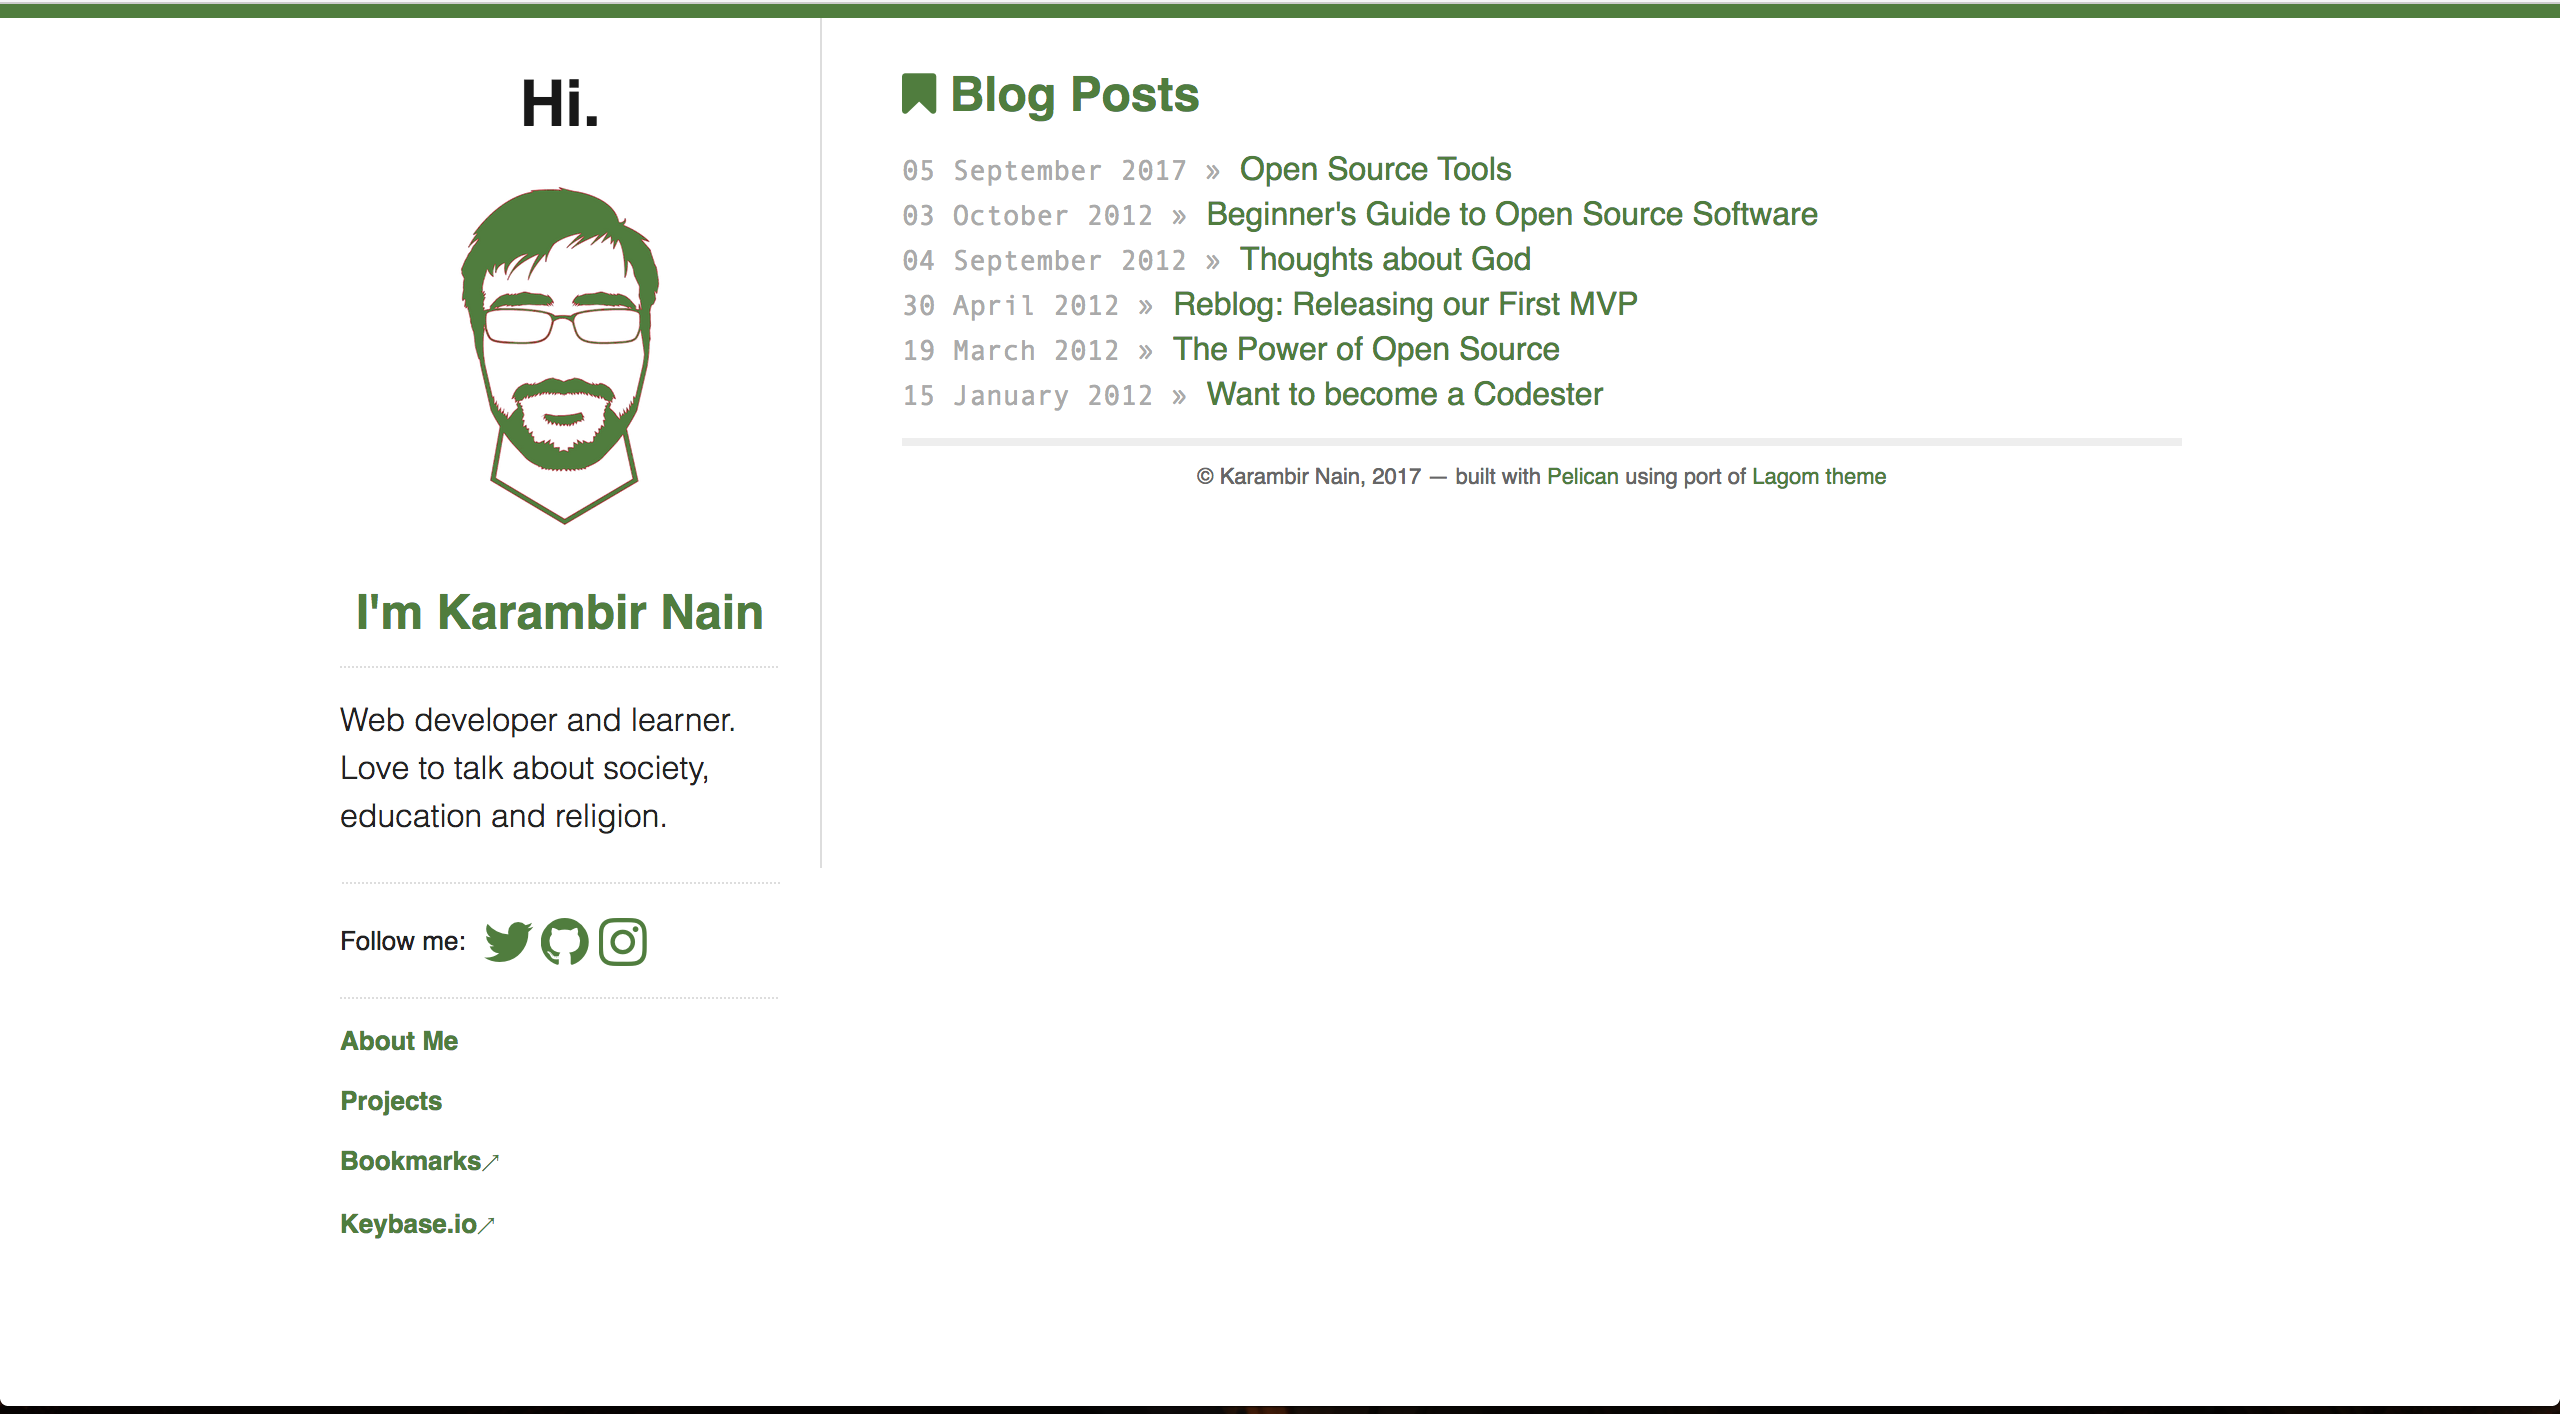 Hi.
I'm Karambir Nain
Web developer and learner.
Love to talk about society,
education and religion.
Follow me:
About Me
Projects
Bookmarks↗
Keybase.io↗
Blog Posts
05 September 2017 » Open Source Tools
03 October 2012 » Beginner's Guide to Open Source Software
04 September 2012 » Thoughts about God
30 April 2012 » Reblog: Releasing our First MVP
19 March 2012 » The Power of Open Source
15 January 2012 » Want to become a Codester
© Karambir Nain, 2017 — built with Pelican using port of Lagom theme